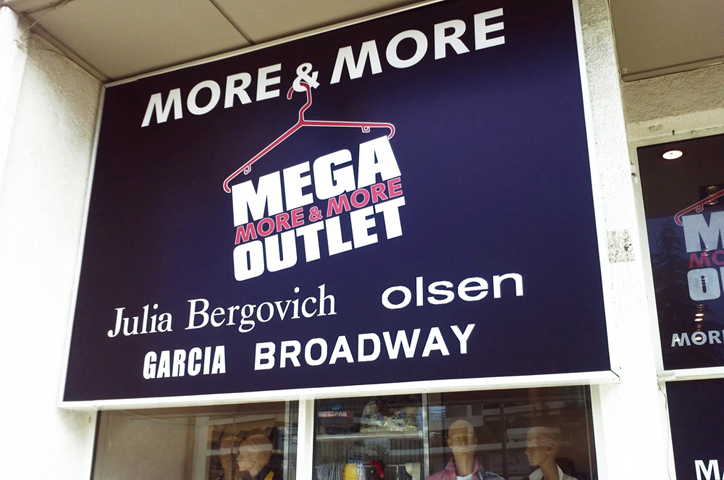 MORE & MORE
MEGA
MORE & MORE
OUTLET
Julia Bergovich olsen
GARCIA BROADWAY